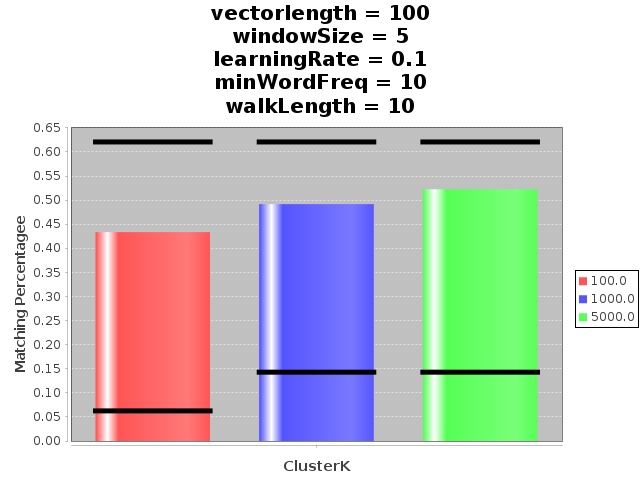 vectorlength = 100
windowSize = 5
learningRate = 0.1
minWordFreq = 10
walkLength = 10
0.65
0.60
0.55
0.50
0.45
0.40
0.35
0.30
0.25
0.20
0.15
0.10
0.05
0.00
Matching Percentagee
ClusterK
100.0
1000.0
5000.0